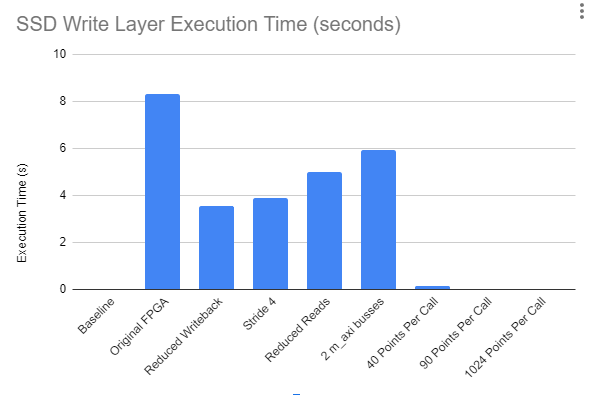 SSD Write Layer Execution Time (seconds)
10
8
6
4
2
0
Execution Time (s)
Baseline
Original FPGA
Reduced Writeback
Stride 4
Reduced Reads
2 m_axi busses
40 Points Per Call
90 Points Per Call
1024 Points Per Call